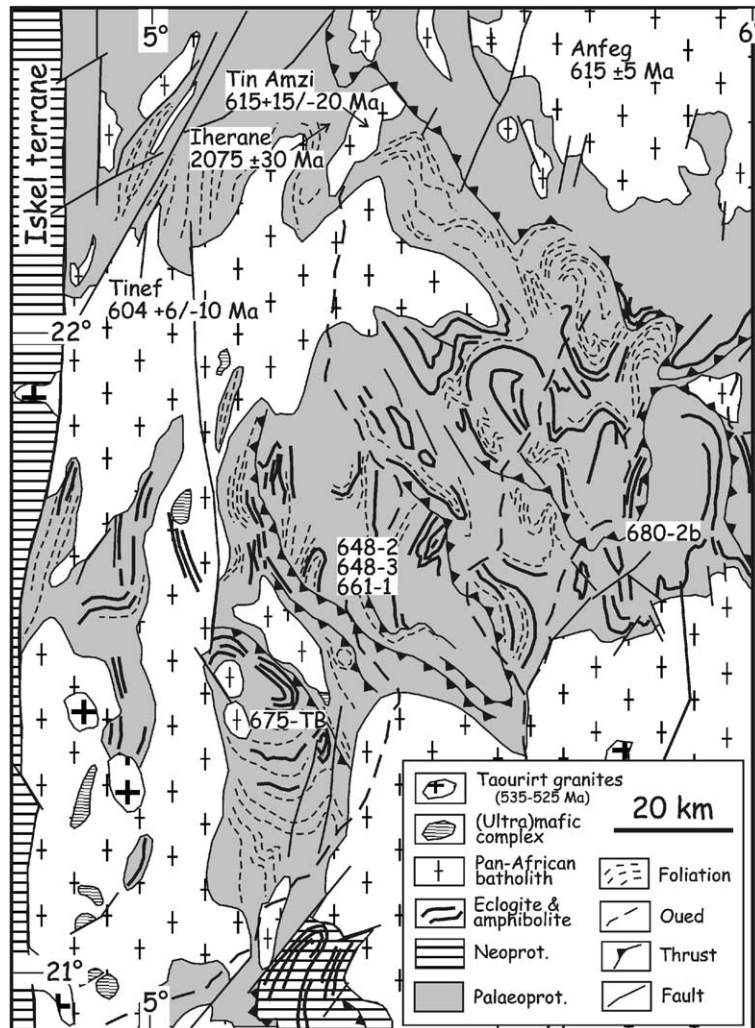 5°
6
Anfeg
615 ±5 Ma
Tin Amzi
615+15/-20 Ma
Iherane
2075 ±30 Ma
Iskel terrane
Tinef
604 +6/-10 Ma
22°
648-2
648-3
661-1
680-2b
675-TB
Taourirt granites
(535-525 Ma)
(Ultra)mafic
complex
20 km
Pan-African
batholith
Foliation
Eclogite &
amphibolite
Oued
Neoprot.
Thrust
Palaeoprot.
Fault
21°
5°